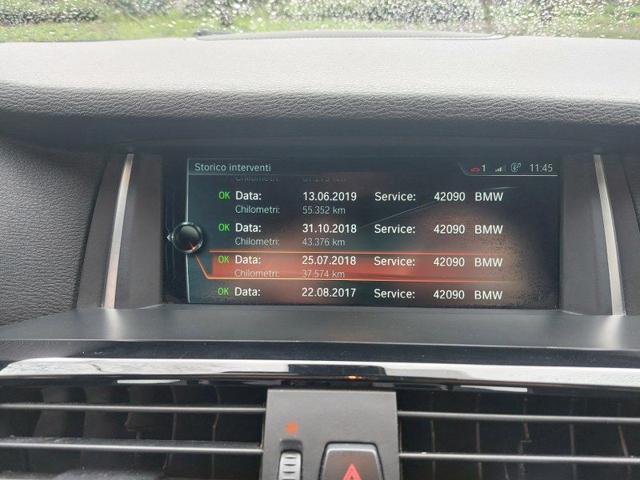 Storico interventi 1 11:45
Chilometri:
OK Data: 13.06.2019 Service: 42090 BMW
Chilometri: 55.352 km
OK Data: 31.10.2018 Service: 42090 BMW
Chilometri: 43.376 km
OK Data: 25.07.2018 Service: 42090 BMW
Chilometri: 37.574 km
OK Data: 22.08.2017 Service: 42090 BMW